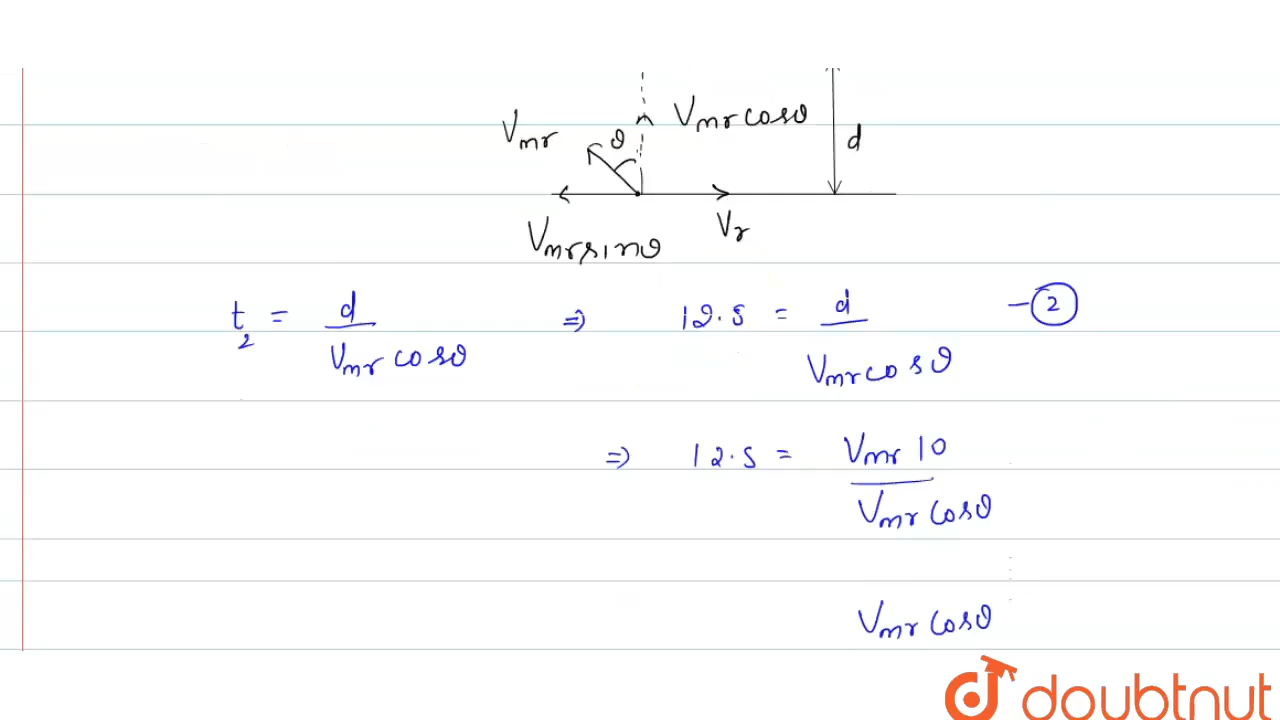 Vmr θ Vmr cosθ d
Vmr sinθ Vr
t2 = d / Vmr cosθ ⇒ 12.5 = d / Vmr cosθ – 2
⇒ 12.5 = Vmr 10 / Vmr cosθ
Vmr cosθ
doubtnut